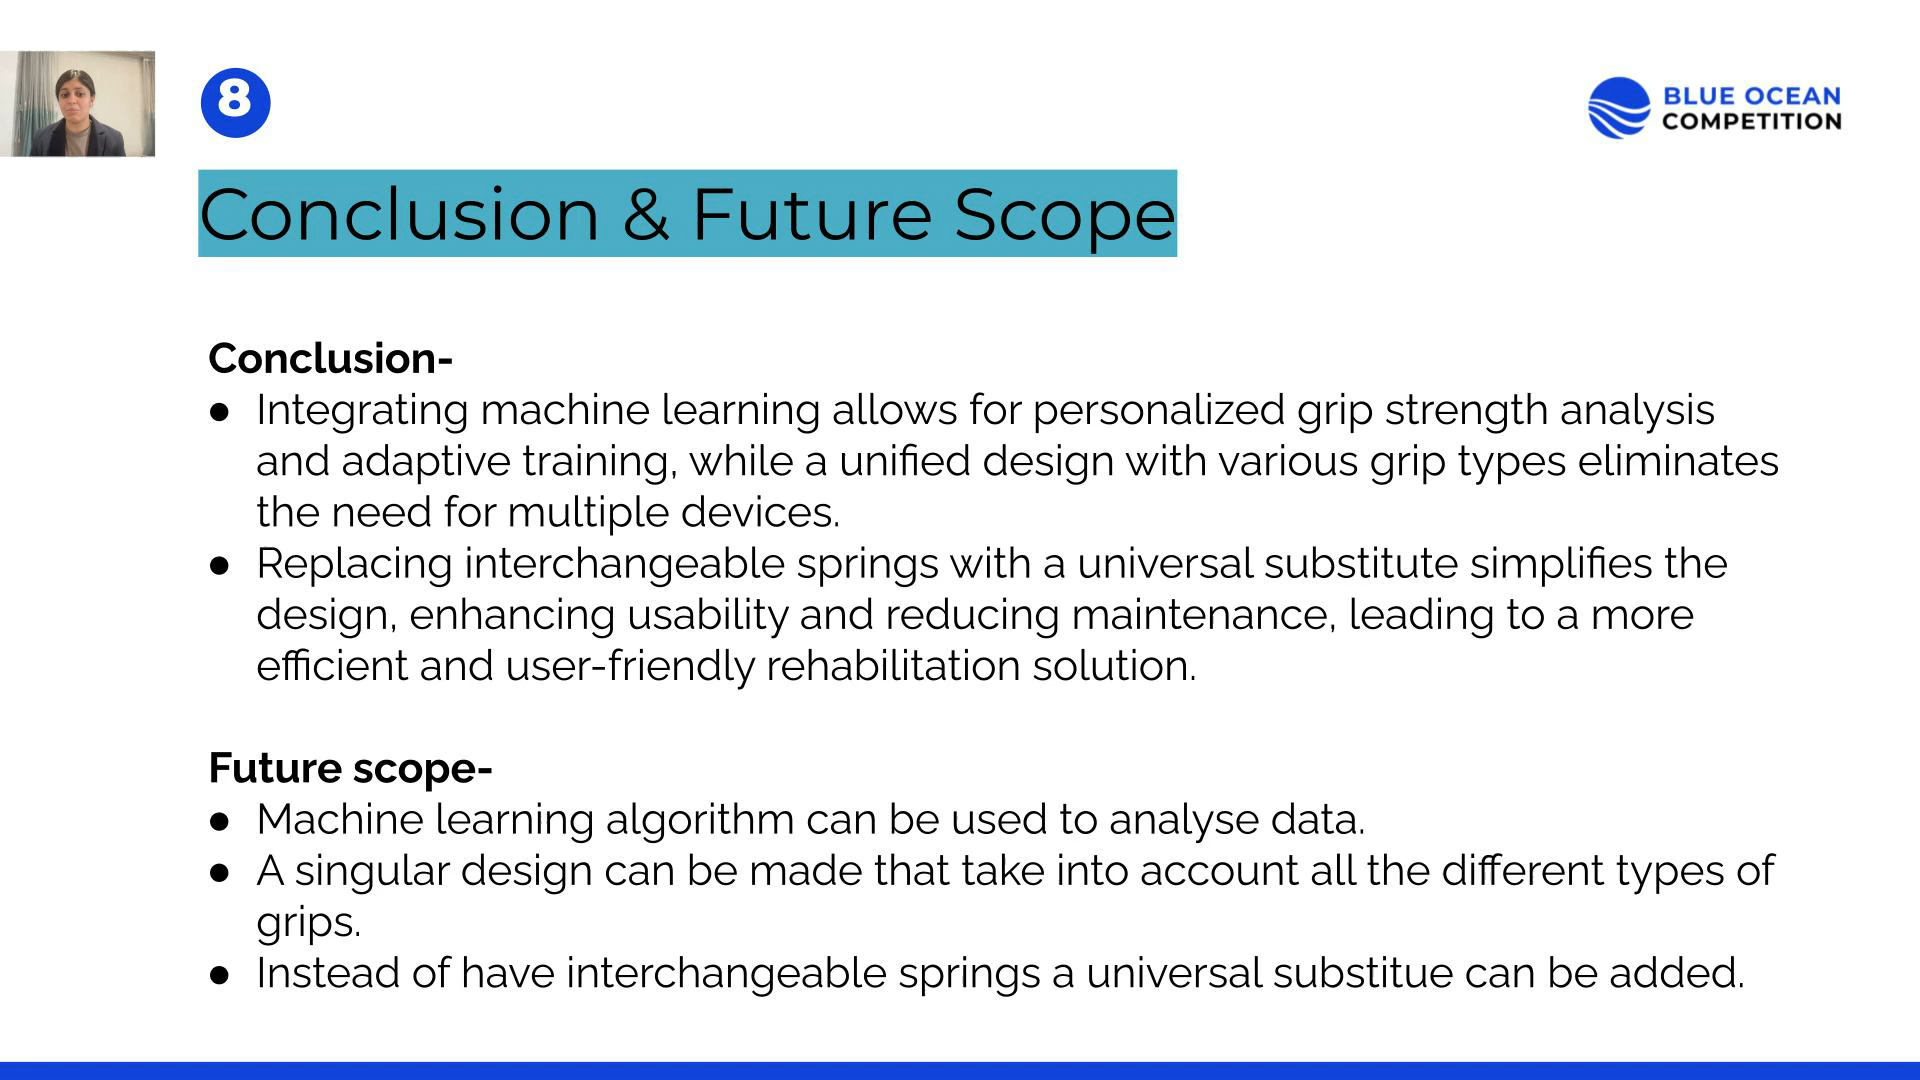 8
BLUE OCEAN
COMPETITION
Conclusion & Future Scope
Conclusion-
● Integrating machine learning allows for personalized grip strength analysis
and adaptive training, while a unified design with various grip types eliminates
the need for multiple devices.
● Replacing interchangeable springs with a universal substitute simplifies the
design, enhancing usability and reducing maintenance, leading to a more
efficient and user-friendly rehabilitation solution.
Future scope-
● Machine learning algorithm can be used to analyse data.
● A singular design can be made that take into account all the different types of
grips.
● Instead of have interchangeable springs a universal substitue can be added.